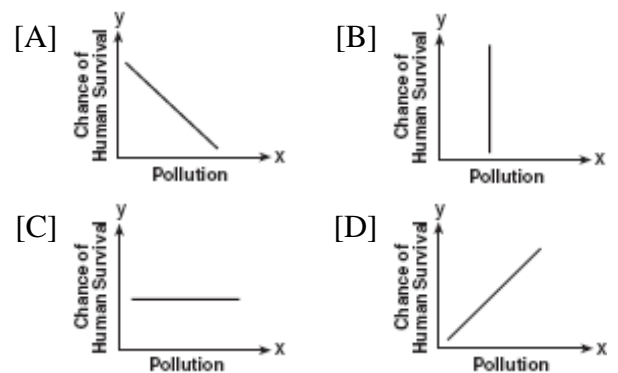 [A]
y
Chance of
Human Survival
x
Pollution
[B]
y
Chance of
Human Survival
x
Pollution
[C]
y
Chance of
Human Survival
x
Pollution
[D]
y
Chance of
Human Survival
x
Pollution